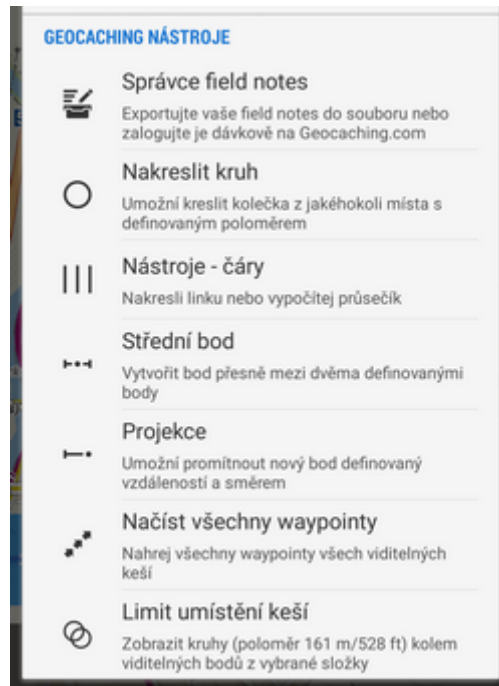 GEOCACHING NÁSTROJE
Správce field notes
Exportujte vaše field notes do souboru nebo
zalogujte je dávkově na Geocaching.com
Nakreslit kruh
Umožní kreslit kolečka z jakéhokoli místa s
definovaným poloměrem
Nástroje - čáry
Nakresli linku nebo vypočítej průsečík
Střední bod
Vytvořit bod přesně mezi dvěma definovanými
body
Projekce
Umožní promítnout nový bod definovaný
vzdáleností a směrem
Načíst všechny waypointy
Nahrej všechny waypointy všech viditelných
keší
Limit umístění keší
Zobrazit kruhy (poloměr 161 m/528 ft) kolem
viditelných bodů z vybrané složky